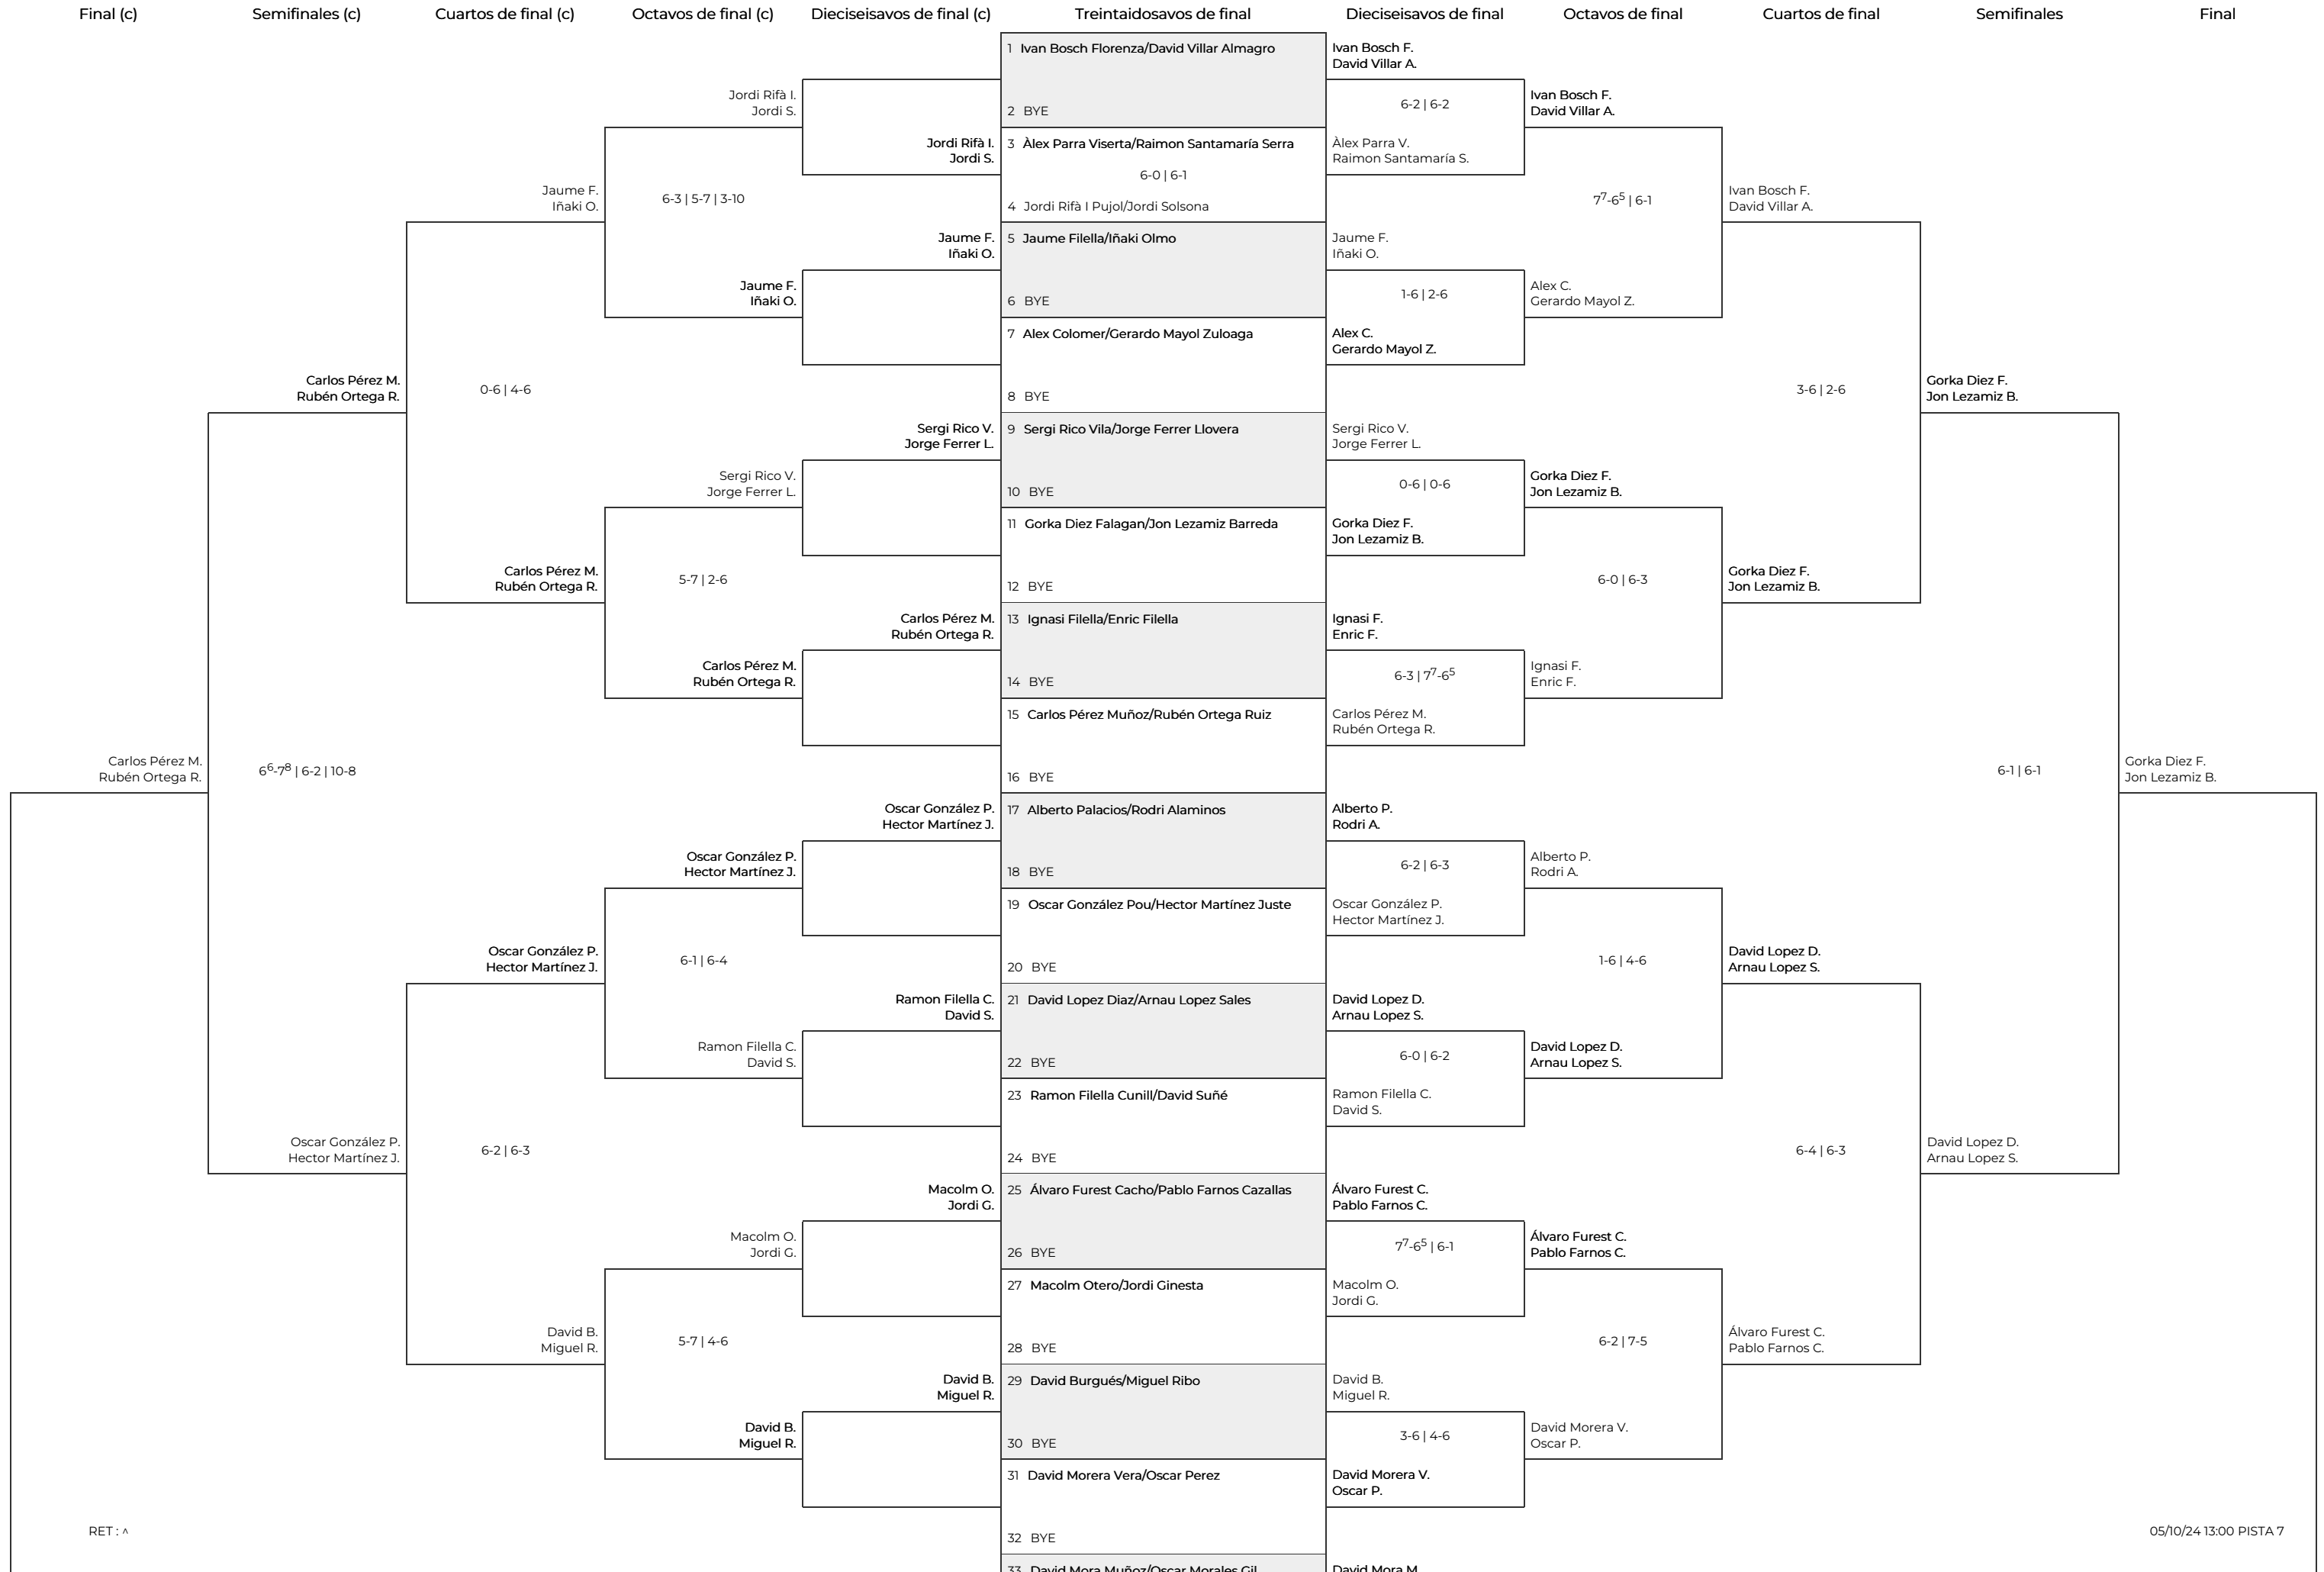 Final (c) Semifinales (c) Cuartos de final (c) Octavos de final (c) Dieciseisavos de final (c) Treintaidosavos de final Dieciseisavos de final Octavos de final Cuartos de final Semifinales Final
1 Ivan Bosch Florenza/David Villar Almagro Ivan Bosch F.
David Villar A.
Jordi Rifà I. Ivan Bosch F.
6-2 | 6-2
Jordi S. 2 BYE David Villar A.
Jordi Rifà I. 3 Àlex Parra Viserta/Raimon Santamaría Serra Àlex Parra V.
Jordi S. Raimon Santamaría S.
6-0 | 6-1
Jaume F. Ivan Bosch F.
6-3 | 5-7 | 3-10 7⁷-6⁵ | 6-1
Iñaki O. 4 Jordi Rifà I Pujol/Jordi Solsona David Villar A.
Jaume F. 5 Jaume Filella/Iñaki Olmo Jaume F.
Iñaki O. Iñaki O.
Jaume F. Alex C.
1-6 | 2-6
Iñaki O. 6 BYE Gerardo Mayol Z.
7 Alex Colomer/Gerardo Mayol Zuloaga Alex C.
Gerardo Mayol Z.
Carlos Pérez M. Gorka Diez F.
0-6 | 4-6 3-6 | 2-6
Rubén Ortega R. 8 BYE Jon Lezamiz B.
Sergi Rico V. 9 Sergi Rico Vila/Jorge Ferrer Llovera Sergi Rico V.
Jorge Ferrer L. Jorge Ferrer L.
Sergi Rico V. Gorka Diez F.
0-6 | 0-6
Jorge Ferrer L. 10 BYE Jon Lezamiz B.
11 Gorka Diez Falagan/Jon Lezamiz Barreda Gorka Diez F.
Jon Lezamiz B.
Carlos Pérez M. Gorka Diez F.
5-7 | 2-6 6-0 | 6-3
Rubén Ortega R. 12 BYE Jon Lezamiz B.
Carlos Pérez M. 13 Ignasi Filella/Enric Filella Ignasi F.
Rubén Ortega R. Enric F.
Carlos Pérez M. Ignasi F.
6-3 | 7⁷-6⁵
Rubén Ortega R. 14 BYE Enric F.
15 Carlos Pérez Muñoz/Rubén Ortega Ruiz Carlos Pérez M.
Rubén Ortega R.
Carlos Pérez M. Gorka Diez F.
6⁶-7⁸ | 6-2 | 10-8 6-1 | 6-1
Rubén Ortega R. 16 BYE Jon Lezamiz B.
Oscar González P. 17 Alberto Palacios/Rodri Alaminos Alberto P.
Hector Martínez J. Rodri A.
Oscar González P. Alberto P.
6-2 | 6-3
Hector Martínez J. 18 BYE Rodri A.
19 Oscar González Pou/Hector Martínez Juste Oscar González P.
Hector Martínez J.
Oscar González P. David Lopez D.
6-1 | 6-4 1-6 | 4-6
Hector Martínez J. 20 BYE Arnau Lopez S.
Ramon Filella C. 21 David Lopez Diaz/Arnau Lopez Sales David Lopez D.
David S. Arnau Lopez S.
Ramon Filella C. David Lopez D.
6-0 | 6-2
David S. 22 BYE Arnau Lopez S.
23 Ramon Filella Cunill/David Suñé Ramon Filella C.
David S.
Oscar González P. David Lopez D.
6-2 | 6-3 6-4 | 6-3
Hector Martínez J. 24 BYE Arnau Lopez S.
Macolm O. 25 Álvaro Furest Cacho/Pablo Farnos Cazallas Álvaro Furest C.
Jordi G. Pablo Farnos C.
Macolm O. Álvaro Furest C.
7⁷-6⁵ | 6-1
Jordi G. 26 BYE Pablo Farnos C.
27 Macolm Otero/Jordi Ginesta Macolm O.
Jordi G.
David B. Álvaro Furest C.
5-7 | 4-6 6-2 | 7-5
Miguel R. 28 BYE Pablo Farnos C.
David B. 29 David Burgués/Miguel Ribo David B.
Miguel R. Miguel R.
David B. David Morera V.
3-6 | 4-6
Miguel R. 30 BYE Oscar P.
31 David Morera Vera/Oscar Perez David Morera V.
Oscar P.
RET : ^ 05/10/24 13:00 PISTA 7
32 BYE
33 David Mora Muñoz/Oscar Morales Gil David Mora M.